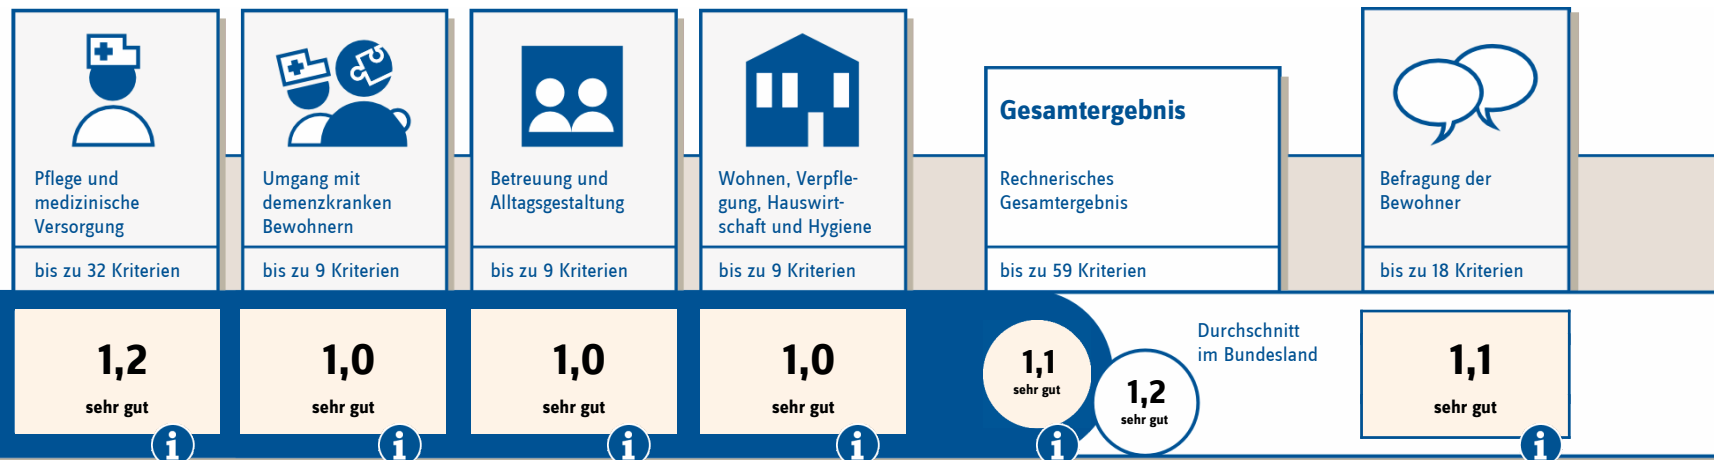 Pflege und
medizinische
Versorgung
bis zu 32 Kriterien
1,2
sehr gut
Umgang mit
demenzkranken
Bewohnern
bis zu 9 Kriterien
1,0
sehr gut
Betreuung und
Alltagsgestaltung
bis zu 9 Kriterien
1,0
sehr gut
Wohnen, Verpfle-
gung, Hauswirt-
schaft und Hygiene
bis zu 9 Kriterien
1,0
sehr gut
Gesamtergebnis
Rechnerisches
Gesamtergebnis
bis zu 59 Kriterien
1,1
sehr gut
1,2
sehr gut
Durchschnitt
im Bundesland
Befragung der
Bewohner
bis zu 18 Kriterien
1,1
sehr gut